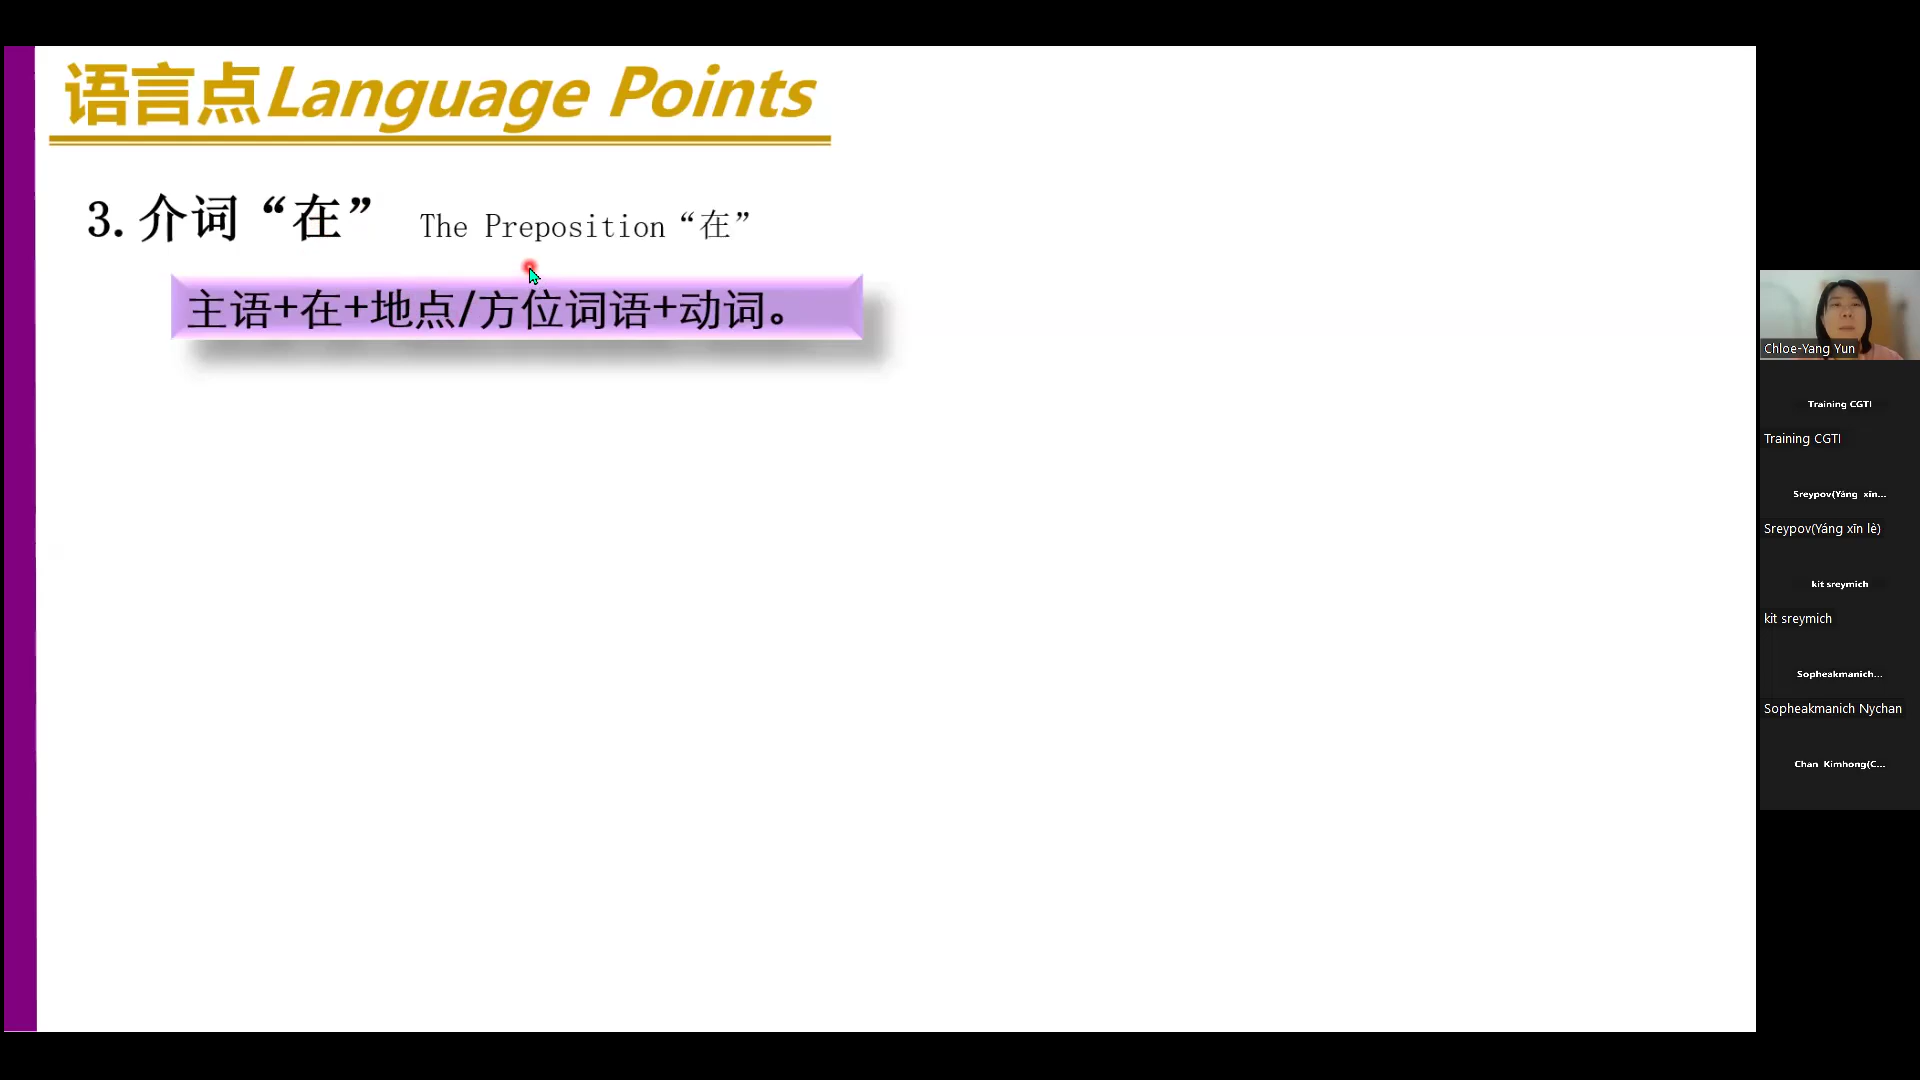 语言点Language Points
3. 介词“在” The Preposition“在”
主语+在+地点/方位词语+动词。
Chloe-Yang Yun
Training CGTI
Training CGTI
Sreypov(Yáng xīn...
Sreypov(Yáng xīn lè)
kit sreymich
kit sreymich
Sopheakmanich...
Sopheakmanich Nychan
Chan Kimhong(C...